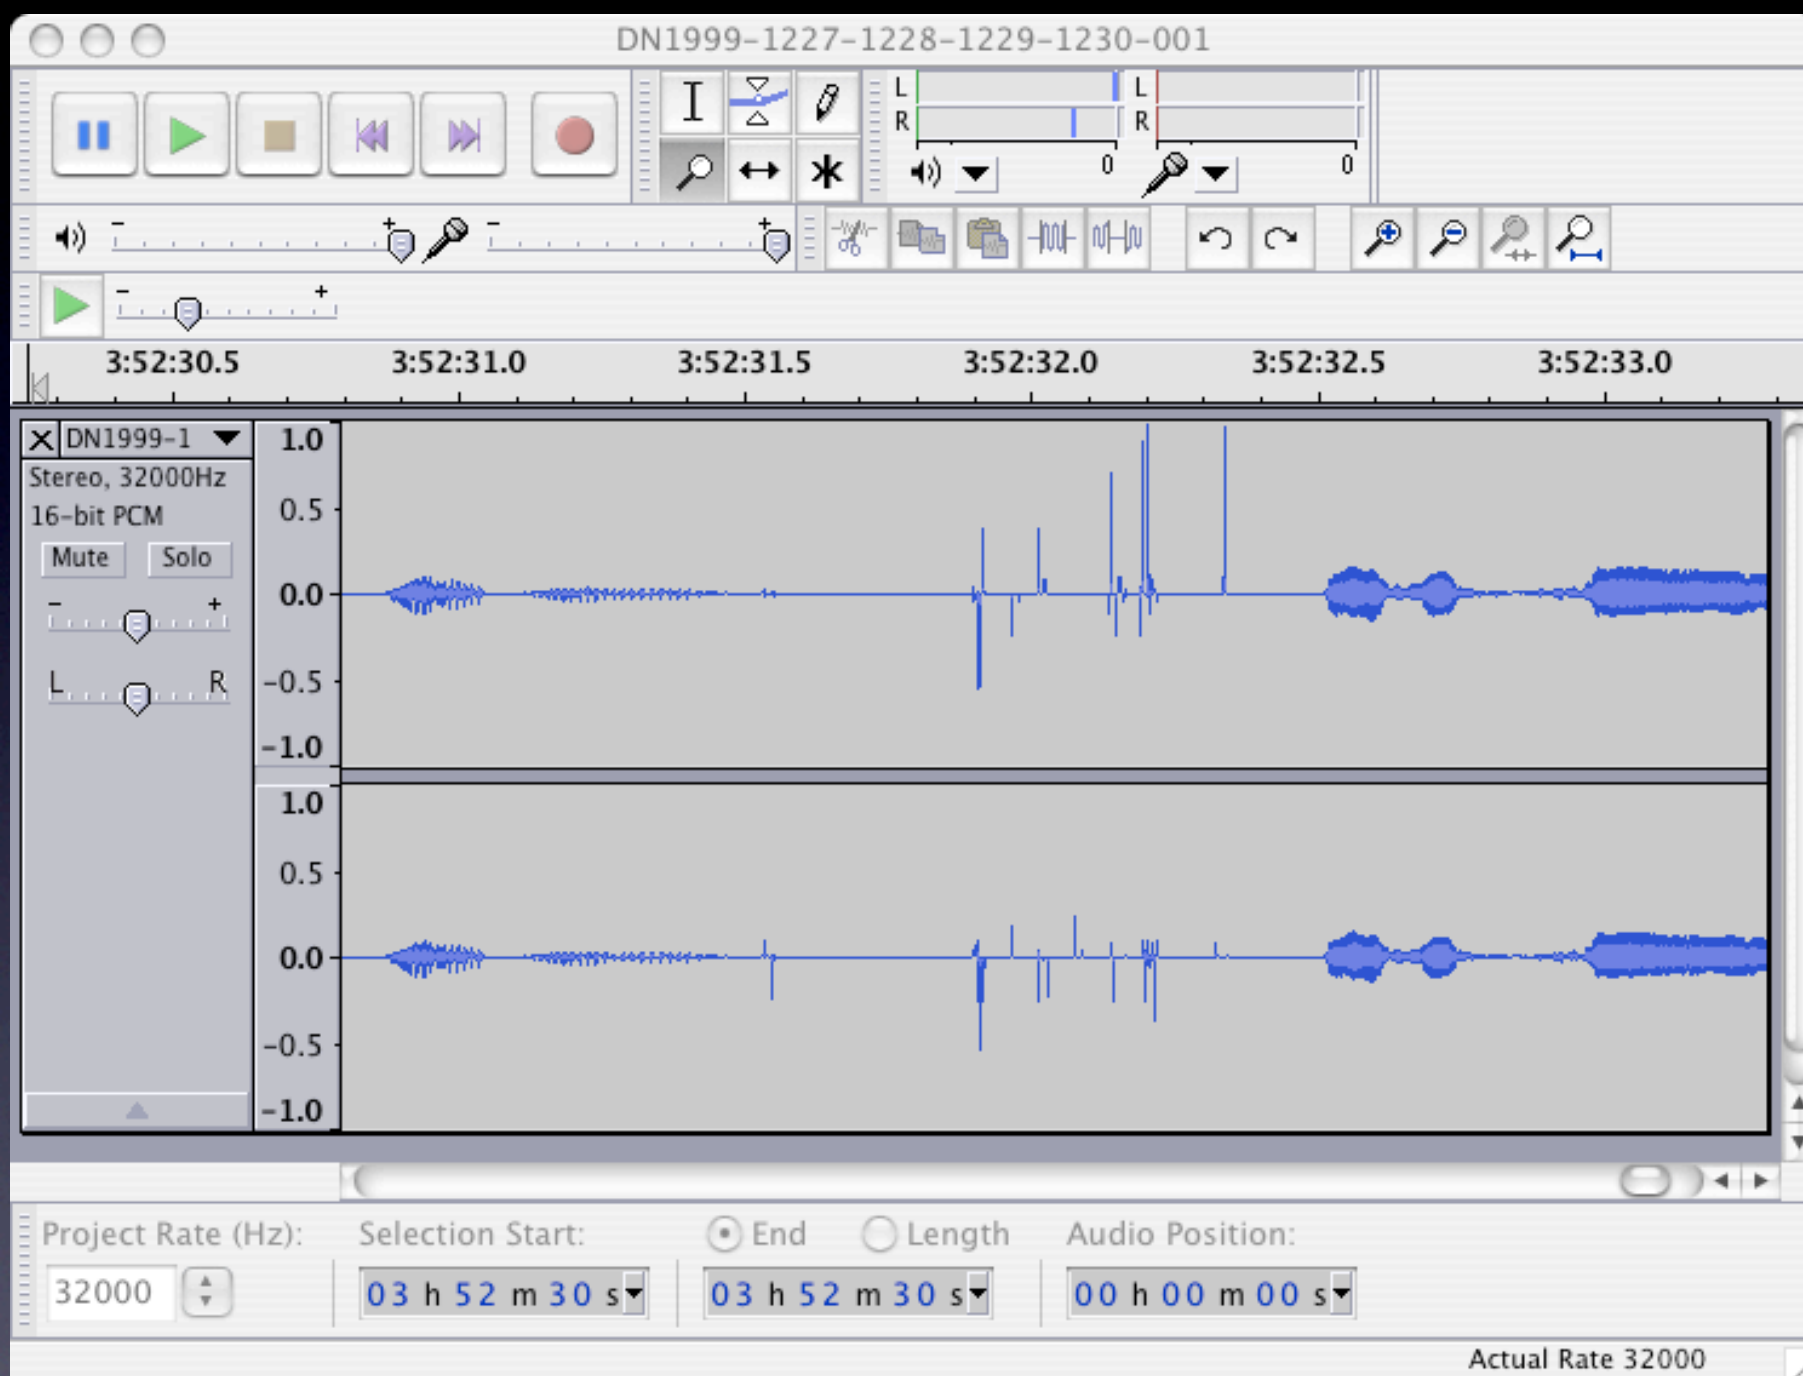 DN1999-1227-1228-1229-1230-001
L
R
0
L
R
0
- +
- +
- +
3:52:30.5 3:52:31.0 3:52:31.5 3:52:32.0 3:52:32.5 3:52:33.0
X DN1999-1
Stereo, 32000Hz
16-bit PCM
Mute Solo
- +
L R
1.0
0.5
0.0
-0.5
-1.0
1.0
0.5
0.0
-0.5
-1.0
Project Rate (Hz): Selection Start: End Length Audio Position:
32000 03 h 52 m 30 s 03 h 52 m 30 s 00 h 00 m 00 s
Actual Rate 32000